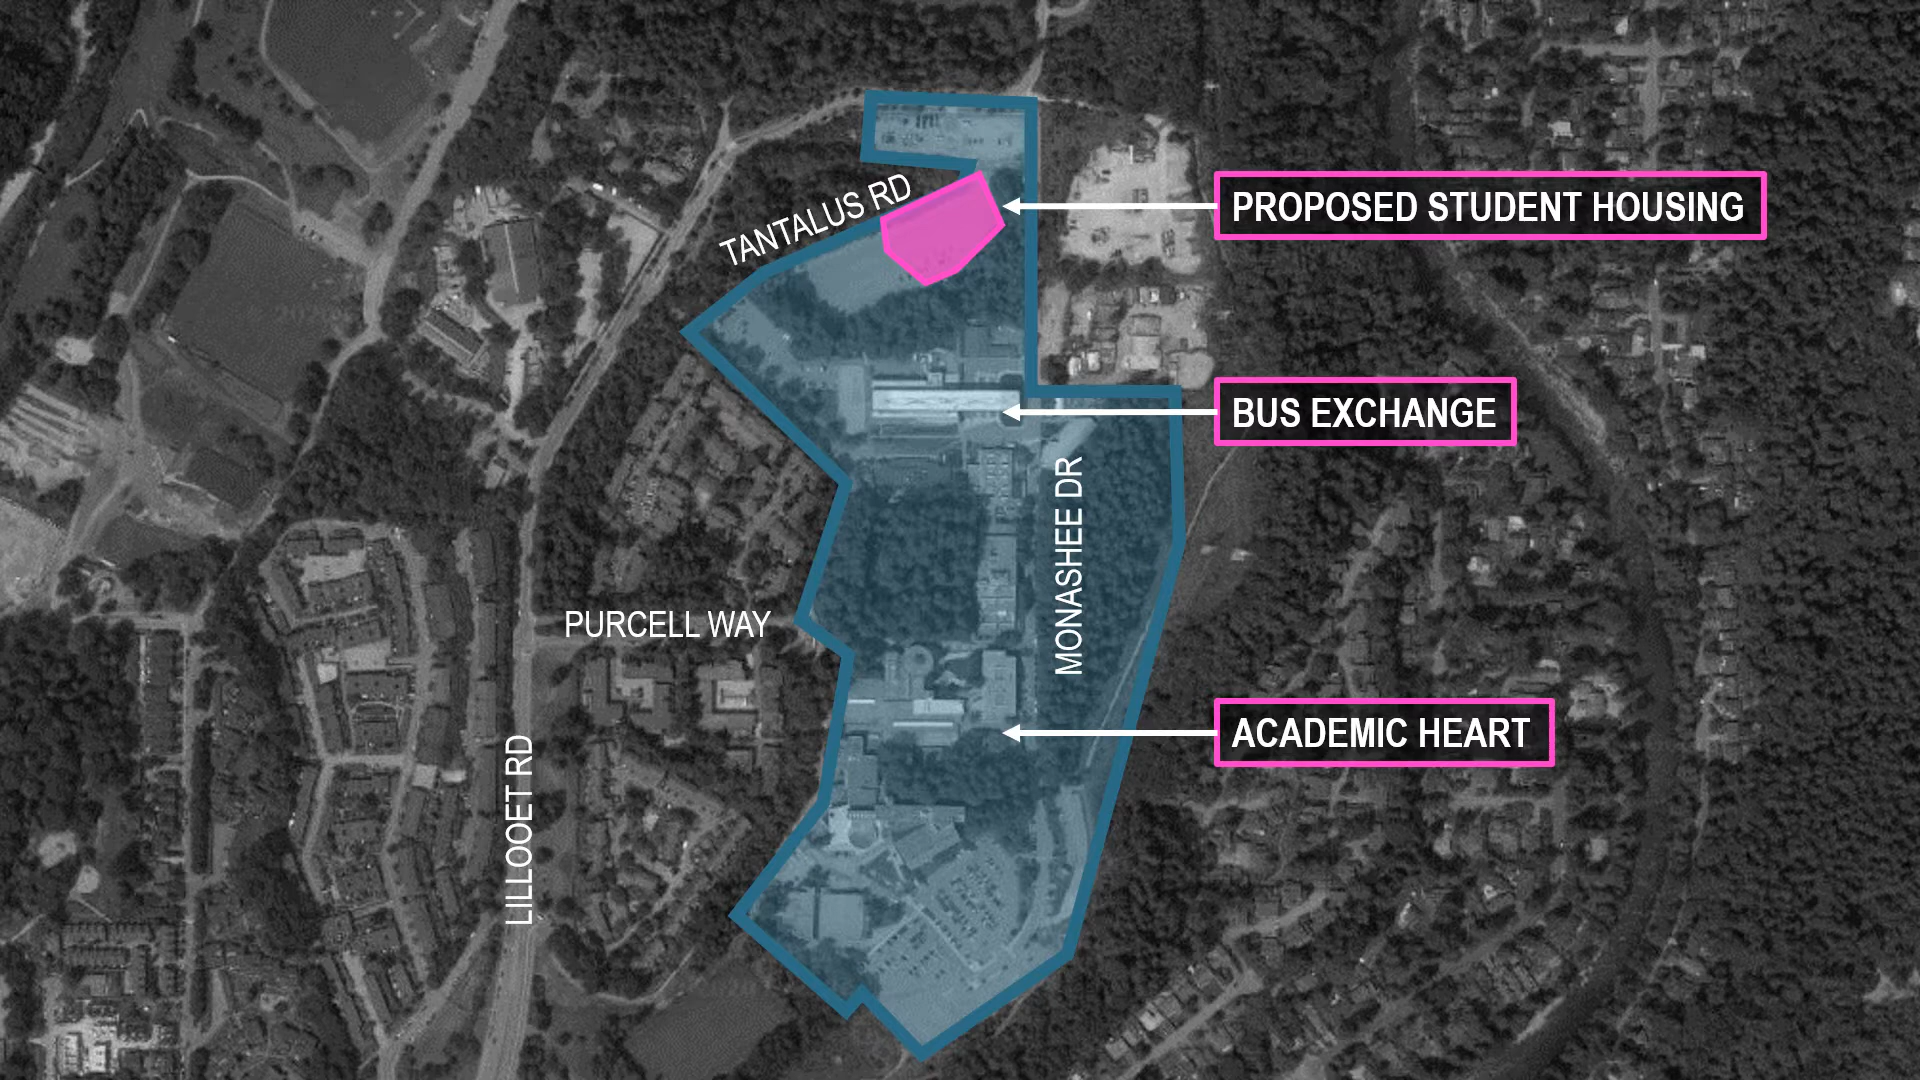 TANTALUS RD
PROPOSED STUDENT HOUSING
BUS EXCHANGE
MONASHEE DR
PURCELL WAY
ACADEMIC HEART
LILLOOET RD